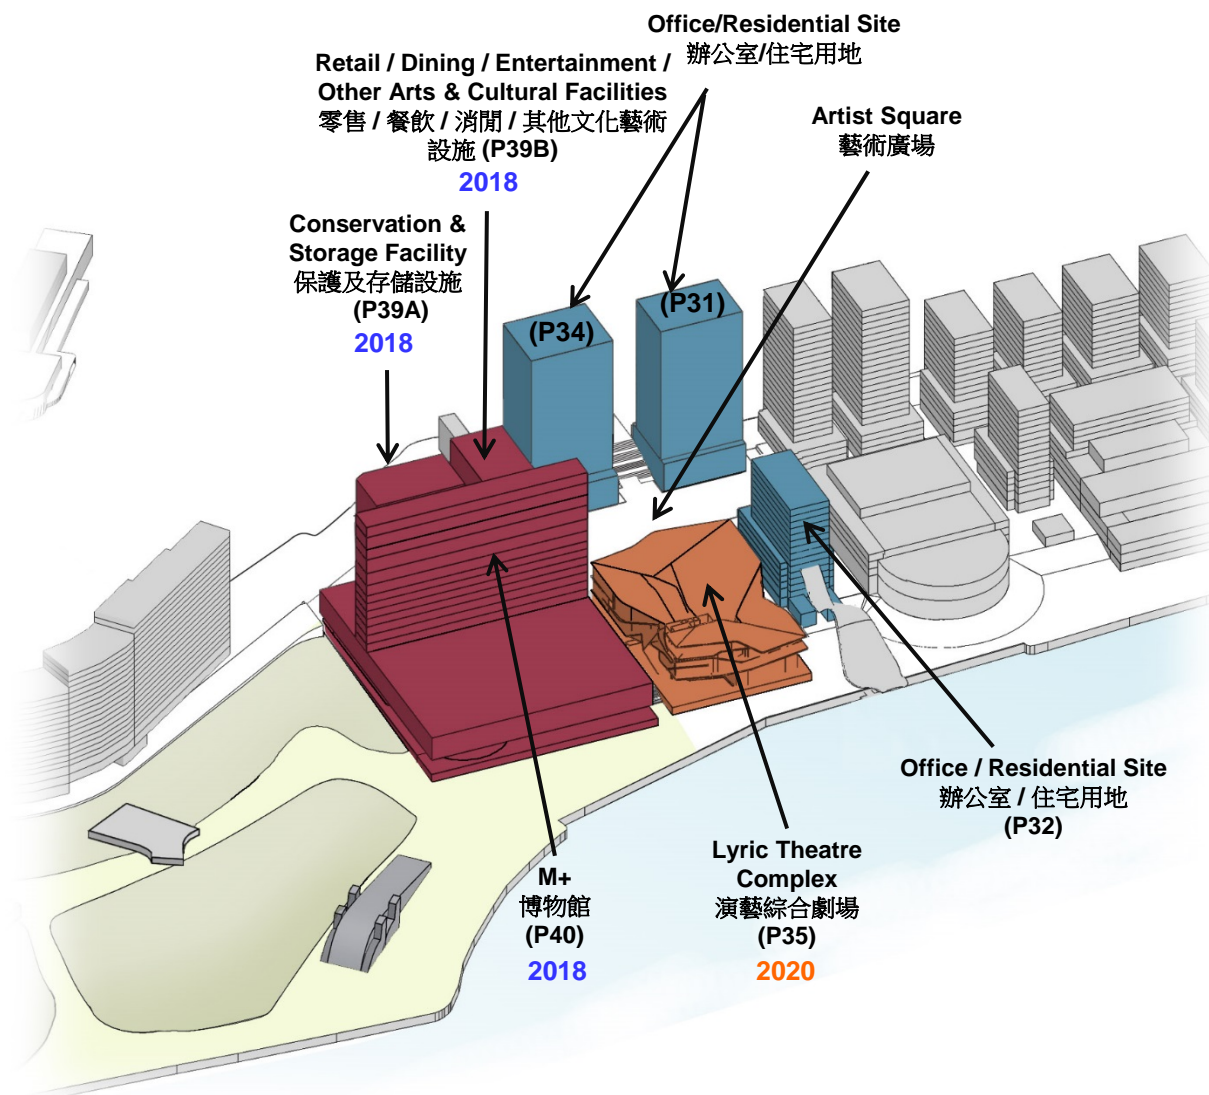 Office/Residential Site
辦公室/住宅用地
Retail / Dining / Entertainment /
Other Arts & Cultural Facilities
零售 / 餐飲 / 消閒 / 其他文化藝術
設施 (P39B)
2018
Artist Square
藝術廣場
Conservation &
Storage Facility
保護及存儲設施
(P39A)
2018
(P34)
(P31)
Office / Residential Site
辦公室 / 住宅用地
(P32)
Lyric Theatre
Complex
演藝綜合劇場
(P35)
2020
M+
博物館
(P40)
2018